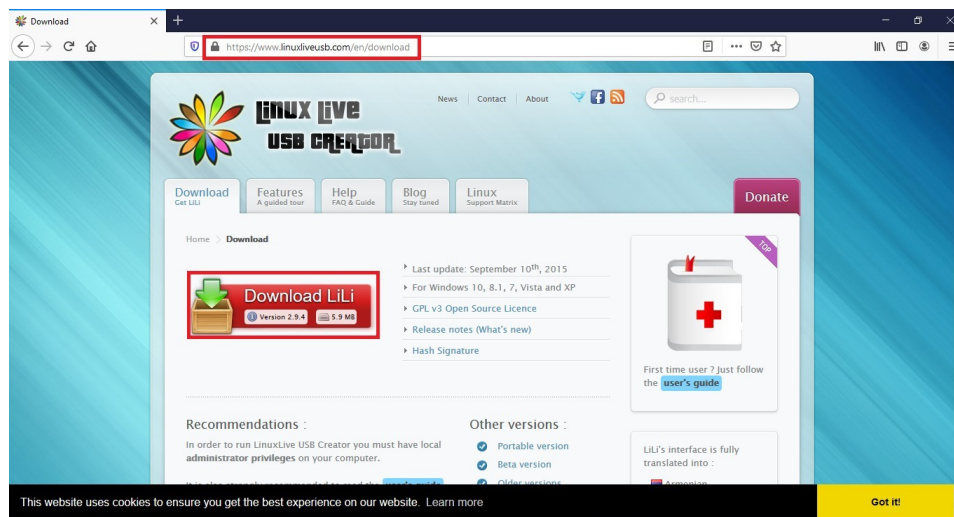 Download
https://www.linuxliveusb.com/en/download
LinuX Live
USB CREATOR
News Contact About
search...
Download
Get LiLi
Features
A guided tour
Help
FAQ & Guide
Blog
Stay tuned
Linux
Support Matrix
Donate
Home Download
Download LiLi
Version 2.9.4
5.9 MB
Last update: September 10th, 2015
For Windows 10, 8.1, 7, Vista and XP
GPL v3 Open Source Licence
Release notes (What's new)
Hash Signature
TOP
First time user ? Just follow
the user's guide
Recommendations :
In order to run LinuxLive USB Creator you must have local
administrator privileges on your computer.
Other versions :
Portable version
Beta version
Older versions
LiLi's interface is fully
translated into :
Armenian
This website uses cookies to ensure you get the best experience on our website. Learn more
Got it!